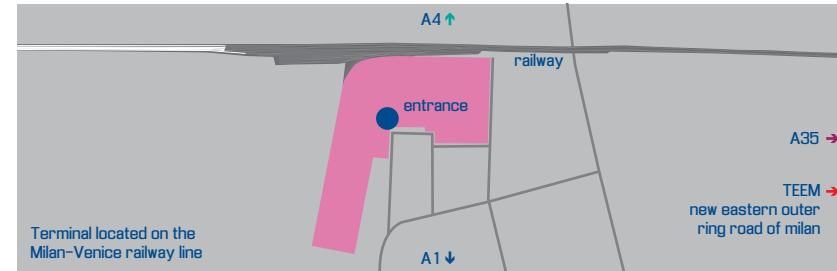 A4
railway
entrance
A35
TEEM
new eastern outer
ring road of milan
Terminal located on the
Milan-Venice railway line
A1